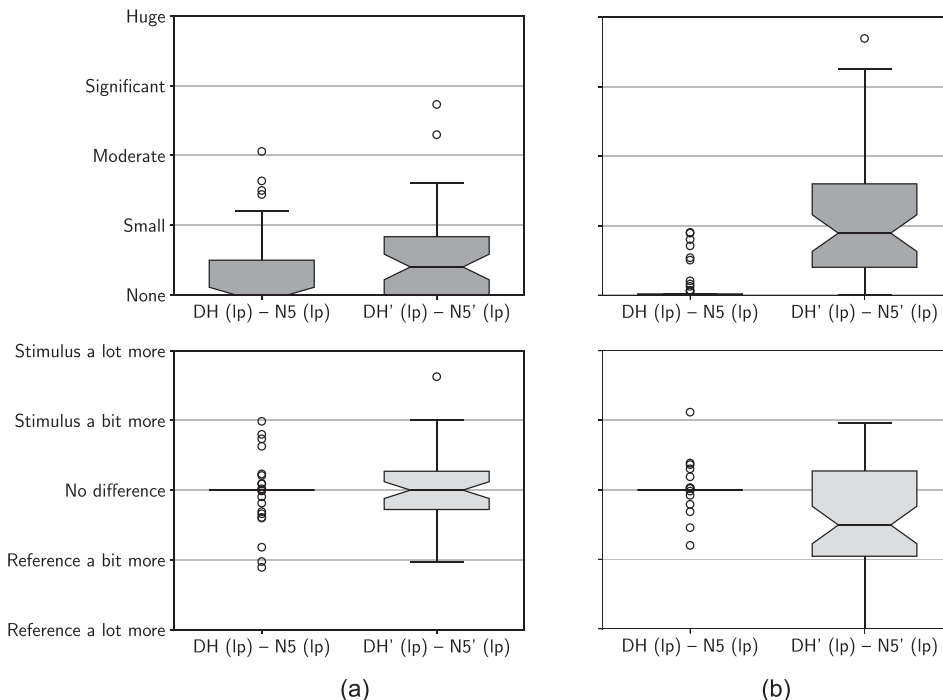 Huge
Significant
Moderate
Small
None
DH (lp) – N5 (lp) DH' (lp) – N5' (lp)
DH (lp) – N5 (lp) DH' (lp) – N5' (lp)
Stimulus a lot more
Stimulus a bit more
No difference
Reference a bit more
Reference a lot more
DH (lp) – N5 (lp) DH' (lp) – N5' (lp)
DH (lp) – N5 (lp) DH' (lp) – N5' (lp)
(a)
(b)